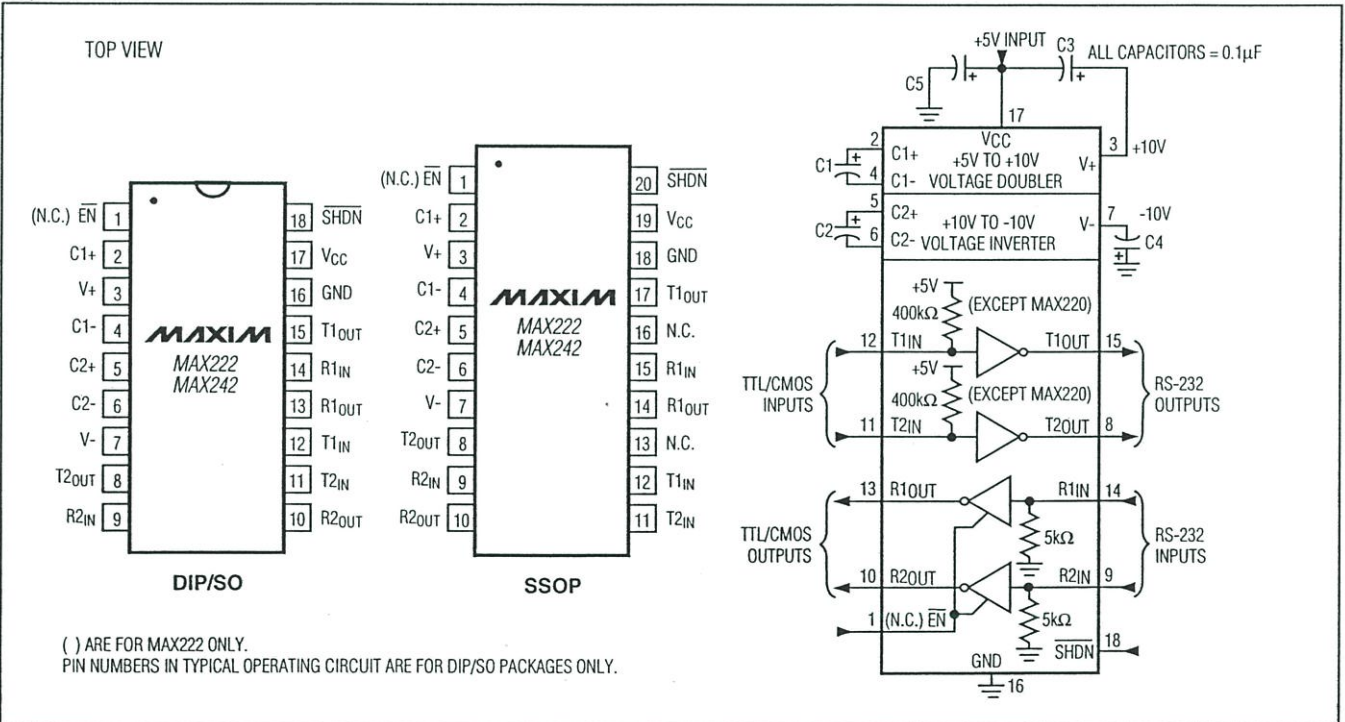 TOP VIEW
(N.C.) EN 1
C1+ 2
V+ 3
C1- 4
C2+ 5
C2- 6
V- 7
T2OUT 8
R2IN 9
18 SHDN
17 VCC
16 GND
15 T1OUT
14 R1IN
13 R1OUT
12 T1IN
11 T2IN
10 R2OUT
MAXIM
MAX222
MAX242
DIP/SO
(N.C.) EN 1
C1+ 2
V+ 3
C1- 4
C2+ 5
C2- 6
V- 7
T2OUT 8
R2IN 9
R2OUT 10
20 SHDN
19 VCC
18 GND
17 T1OUT
16 N.C.
15 R1IN
14 R1OUT
13 N.C.
12 T1IN
11 T2IN
MAXIM
MAX222
MAX242
SSOP
( ) ARE FOR MAX222 ONLY.
PIN NUMBERS IN TYPICAL OPERATING CIRCUIT ARE FOR DIP/SO PACKAGES ONLY.
+5V INPUT C3 ALL CAPACITORS = 0.1µF
C5 + +
17
VCC
2 C1+ +5V TO +10V V+ 3 +10V
C1 +
4 C1- VOLTAGE DOUBLER
5 C2+ +10V TO -10V V- 7 -10V
C2 +
6 C2- VOLTAGE INVERTER
+ C4
+5V
400kΩ (EXCEPT MAX220)
12 T1IN T1OUT 15
+5V
TTL/CMOS
INPUTS
400kΩ (EXCEPT MAX220)
RS-232
OUTPUTS
11 T2IN T2OUT 8
13 R1OUT R1IN 14
TTL/CMOS
OUTPUTS
5kΩ
RS-232
INPUTS
10 R2OUT R2IN 9
1 (N.C.) EN
5kΩ
SHDN 18
GND
16